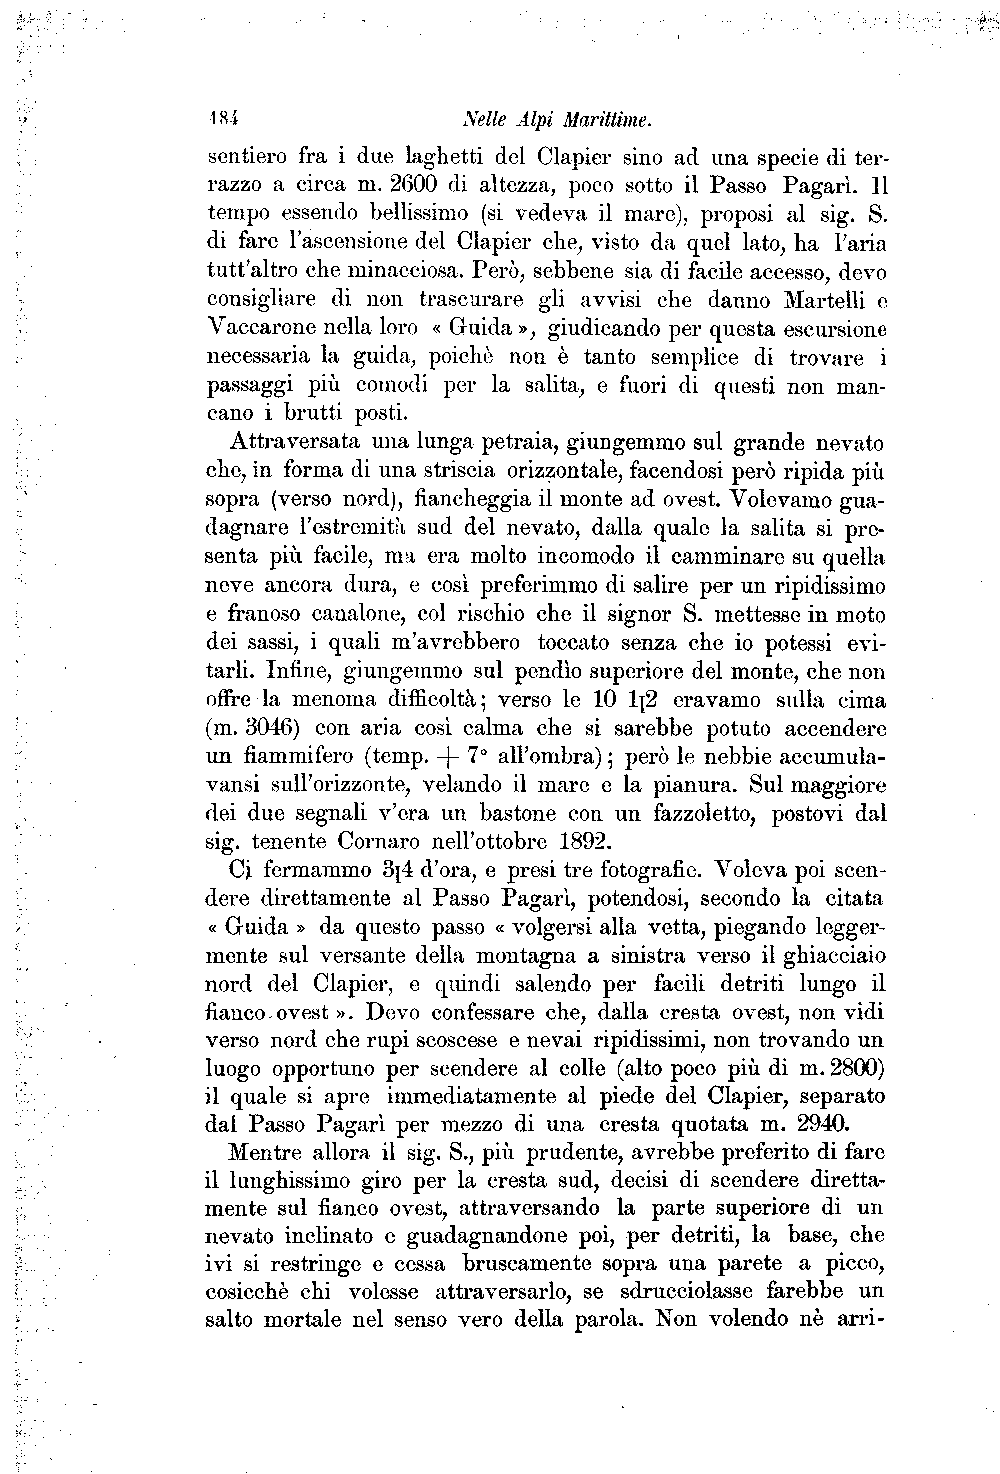 184 Nelle Alpi Marittime.
sentiero fra i due laghetti del Clapier sino ad una specie di ter-
razzo a circa m. 2600 di altezza, poco sotto il Passo Pagarì. Il
tempo essendo bellissimo (si vedeva il mare), proposi al sig. S.
di fare l'ascensione del Clapier che, visto da quel lato, ha l'aria
tutt'altro che minacciosa. Però, sebbene sia di facile accesso, devo
consigliare di non trascurare gli avvisi che danno Martelli e
Vaccarone nella loro « Guida », giudicando per questa escursione
necessaria la guida, poichè non è tanto semplice di trovare i
passaggi più comodi per la salita, e fuori di questi non man-
cano i brutti posti.
Attraversata una lunga petraia, giungemmo sul grande nevato
che, in forma di una striscia orizzontale, facendosi però ripida più
sopra (verso nord), fiancheggia il monte ad ovest. Volevamo gua-
dagnare l'estremità sud del nevato, dalla quale la salita si pre-
senta più facile, ma era molto incomodo il camminare su quella
neve ancora dura, e così preferimmo di salire per un ripidissimo
e franoso canalone, col rischio che il signor S. mettesse in moto
dei sassi, i quali m'avrebbero toccato senza che io potessi evi-
tarli. Infine, giungemmo sul pendìo superiore del monte, che non
offre la menoma difficoltà; verso le 10 1[2 eravamo sulla cima
(m. 3046) con aria così calma che si sarebbe potuto accendere
un fiammifero (temp. + 7° all'ombra); però le nebbie accumula-
vansi sull'orizzonte, velando il mare e la pianura. Sul maggiore
dei due segnali v'era un bastone con un fazzoletto, postovi dal
sig. tenente Cornaro nell'ottobre 1892.
Ci fermammo 3[4 d'ora, e presi tre fotografie. Voleva poi scen-
dere direttamente al Passo Pagarì, potendosi, secondo la citata
« Guida » da questo passo « volgersi alla vetta, piegando legger-
mente sul versante della montagna a sinistra verso il ghiacciaio
nord del Clapier, e quindi salendo per facili detriti lungo il
fianco ovest ». Devo confessare che, dalla cresta ovest, non vidi
verso nord che rupi scoscese e nevai ripidissimi, non trovando un
luogo opportuno per scendere al colle (alto poco più di m. 2800)
il quale si apre immediatamente al piede del Clapier, separato
dal Passo Pagarì per mezzo di una cresta quotata m. 2940.
Mentre allora il sig. S., più prudente, avrebbe preferito di fare
il lunghissimo giro per la cresta sud, decisi di scendere diretta-
mente sul fianco ovest, attraversando la parte superiore di un
nevato inclinato e guadagnandone poi, per detriti, la base, che
ivi si restringe e cessa bruscamente sopra una parete a picco,
cosicchè chi volesse attraversarlo, se sdrucciolasse farebbe un
salto mortale nel senso vero della parola. Non volendo nè arri-